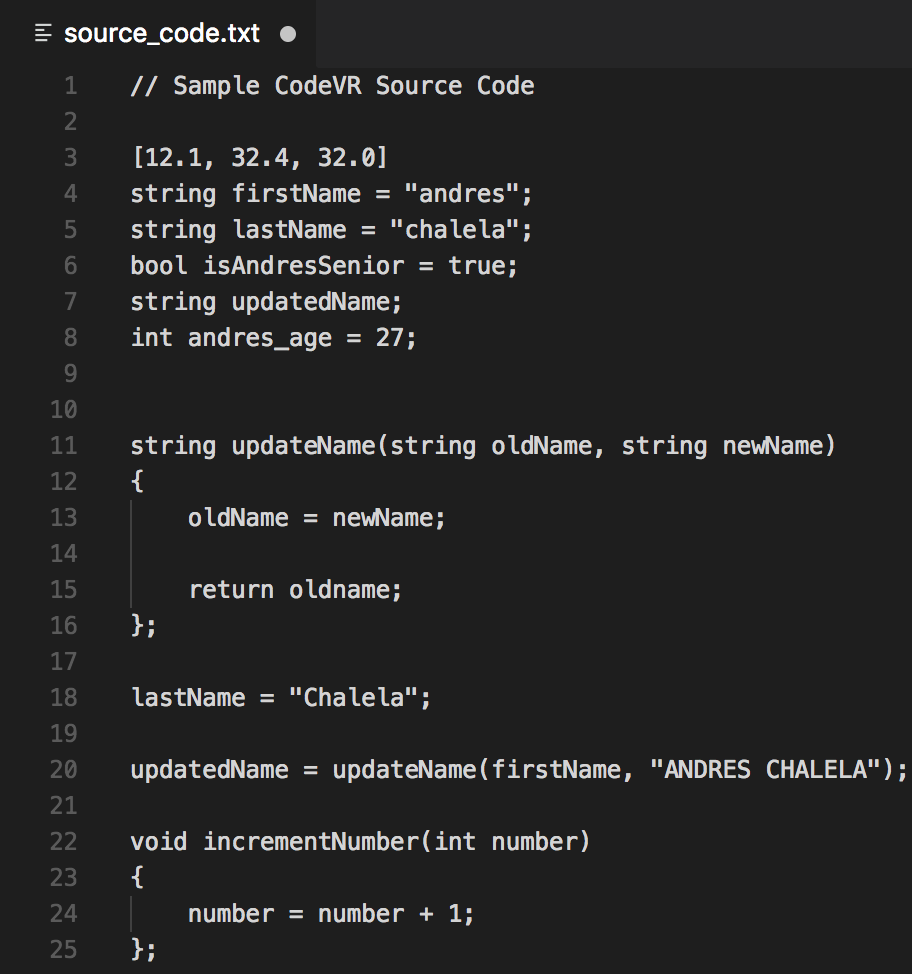 source_code.txt
1 // Sample CodeVR Source Code
2
3 [12.1, 32.4, 32.0]
4 string firstName = "andres";
5 string lastName = "chalela";
6 bool isAndresSenior = true;
7 string updatedName;
8 int andres_age = 27;
9
10
11 string updateName(string oldName, string newName)
12 {
13     oldName = newName;
14
15     return oldname;
16 };
17
18 lastName = "Chalela";
19
20 updatedName = updateName(firstName, "ANDRES CHALELA");
21
22 void incrementNumber(int number)
23 {
24     number = number + 1;
25 };